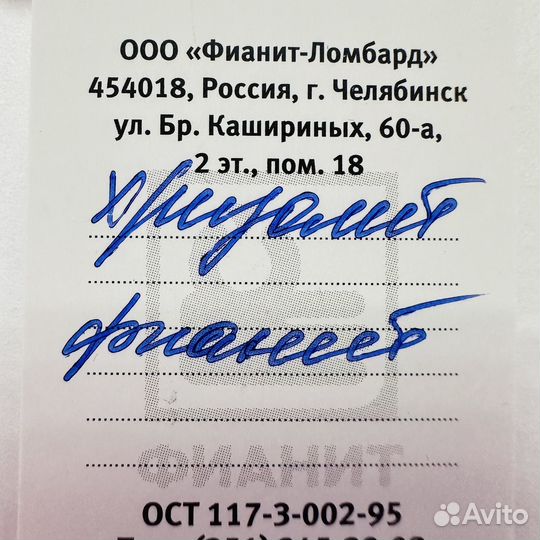 ООО «Фианит-Ломбард»
454018, Россия, г. Челябинск
ул. Бр. Кашириных, 60-а,
2 эт., пом. 18
хризолит
фианит
ФИАНИТ
ОСТ 117-3-002-95
Avito